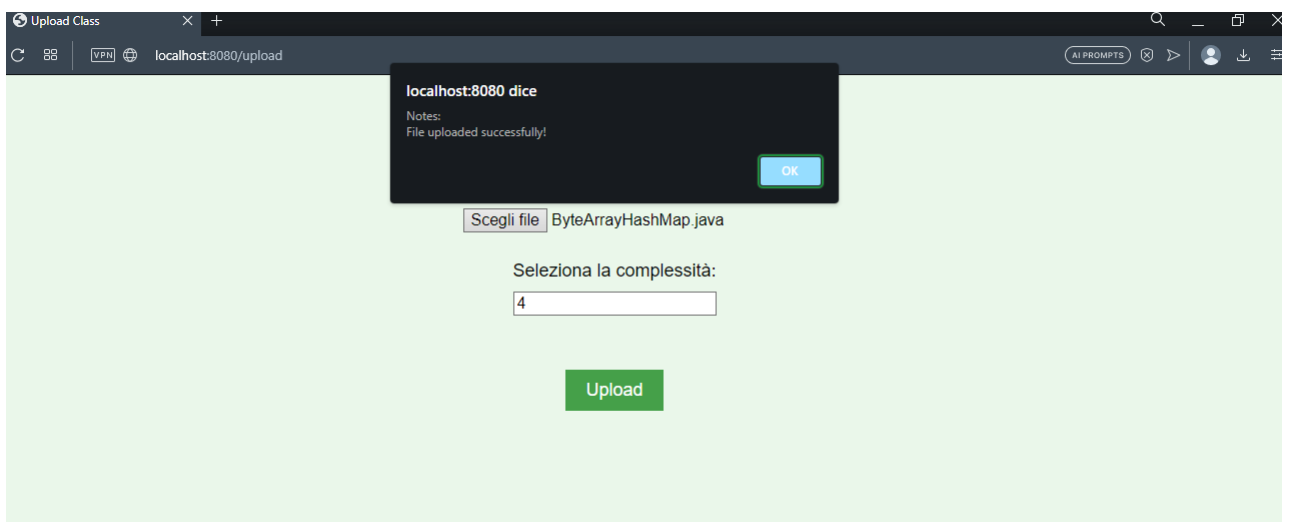 Upload Class
VPN
localhost:8080/upload
AI PROMPTS
localhost:8080 dice
Notes:
File uploaded successfully!
OK
Scegli file ByteArrayHashMap.java
Seleziona la complessità:
4
Upload